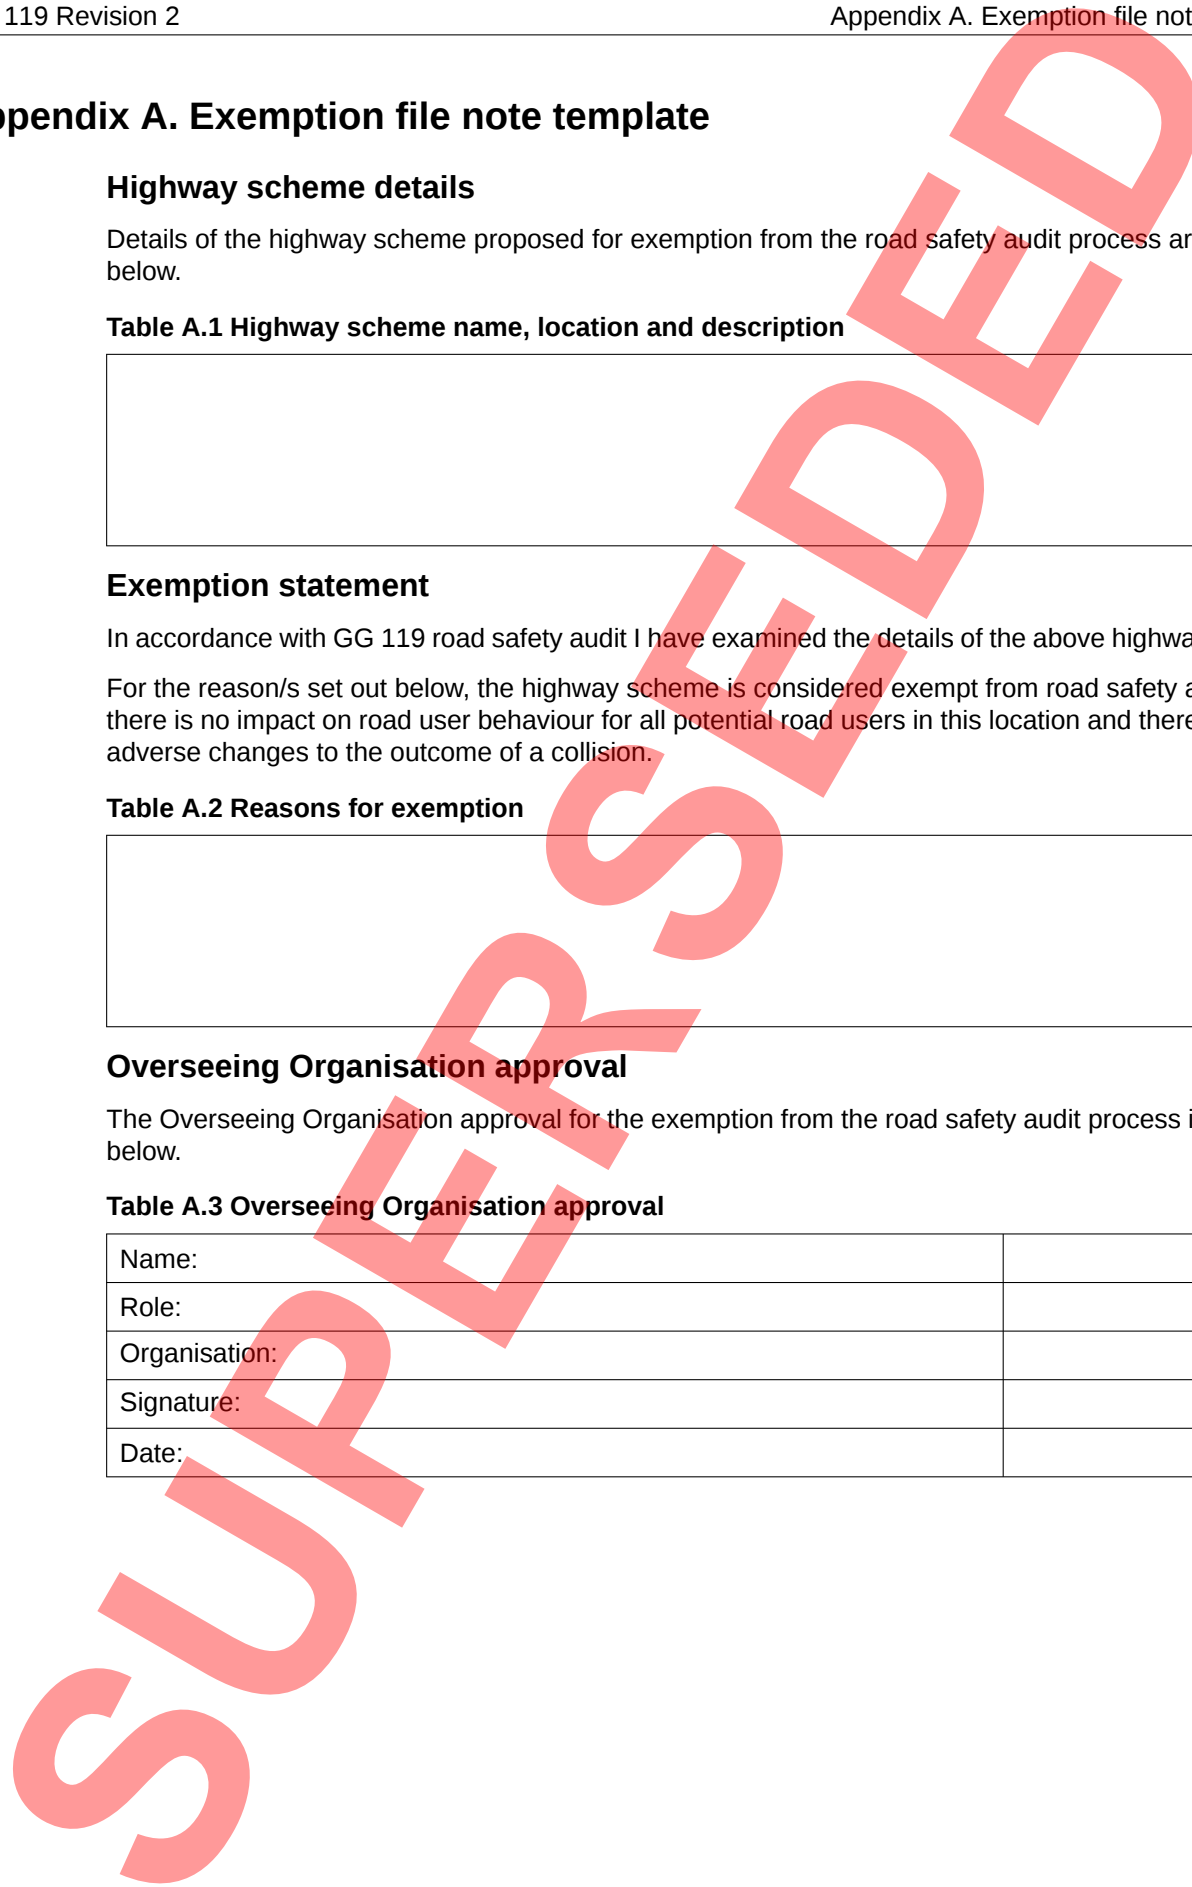 119 Revision 2
Appendix A. Exemption file not
ppendix A. Exemption file note template
Highway scheme details
Details of the highway scheme proposed for exemption from the road safety audit process ar
below.
Table A.1 Highway scheme name, location and description
Exemption statement
In accordance with GG 119 road safety audit I have examined the details of the above highwa
For the reason/s set out below, the highway scheme is considered exempt from road safety a
there is no impact on road user behaviour for all potential road users in this location and there
adverse changes to the outcome of a collision.
Table A.2 Reasons for exemption
Overseeing Organisation approval
The Overseeing Organisation approval for the exemption from the road safety audit process i
below.
Table A.3 Overseeing Organisation approval
Name:
Role:
Organisation:
Signature:
Date:
SUPERSEDED